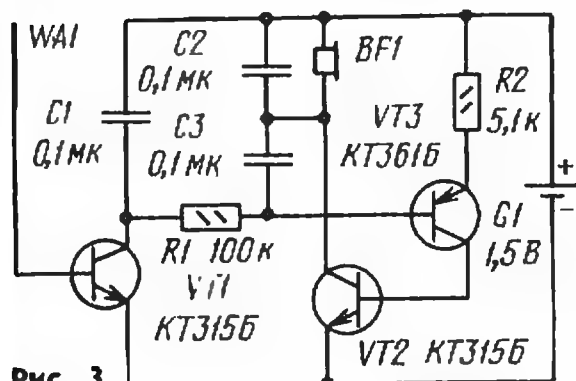 WA1
C2
0,1 мк
BF1
R2
5,1 к
C1
0,1 мк
C3
0,1 мк
VT3
КТ361Б
+
−
G1
1,5 В
R1 100 к
VT1
КТ315Б
VT2 КТ315Б
Рис. 3